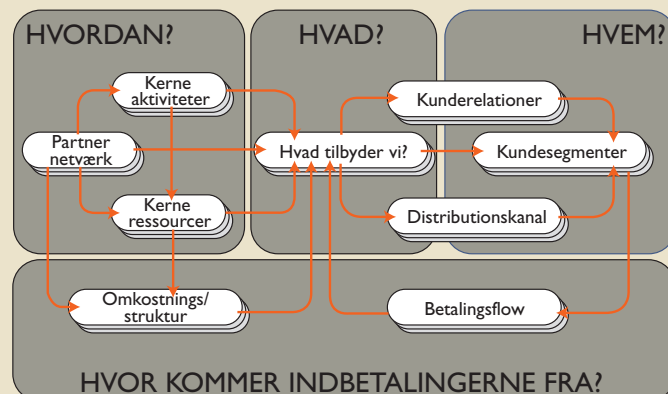 HVORDAN?
HVAD?
HVEM?
Kerne
aktiviteter
Kunderelationer
Partner
netværk
Hvad tilbyder vi?
Kundesegmenter
Kerne
ressourcer
Distributionskanal
Omkostnings/
struktur
Betalingsflow
HVOR KOMMER INDBETALINGERNE FRA?